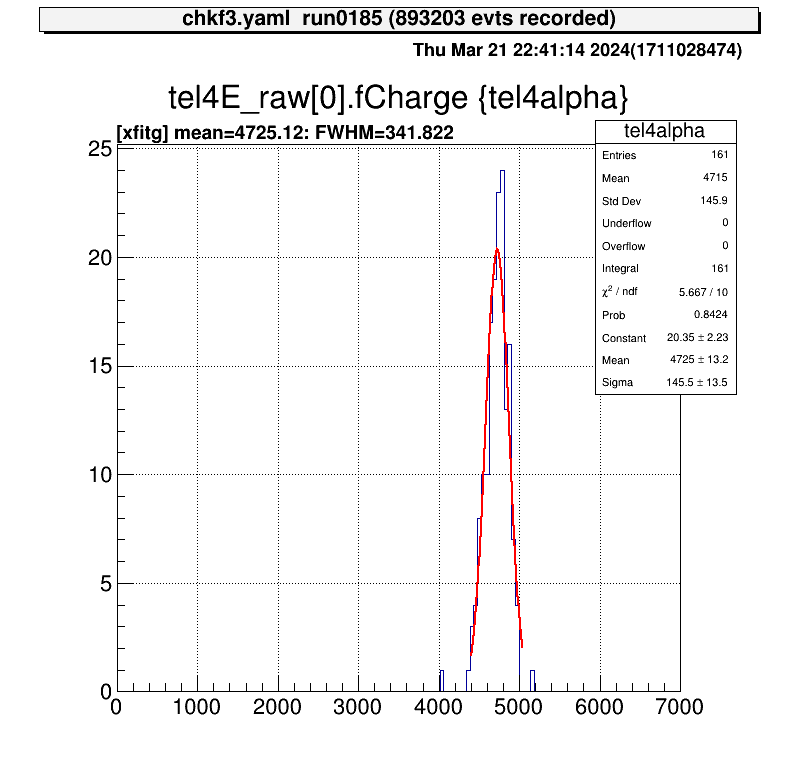 chkf3.yaml  run0185 (893203 evts recorded)
Thu Mar 21 22:41:14 2024(1711028474)
tel4E_raw[0].fCharge {tel4alpha}
[xfitg] mean=4725.12: FWHM=341.822
tel4alpha
Entries 161
Mean 4715
Std Dev 145.9
Underflow 0
Overflow 0
Integral 161
χ² / ndf 5.667 / 10
Prob 0.8424
Constant 20.35 ± 2.23
Mean 4725 ± 13.2
Sigma 145.5 ± 13.5
25
20
15
10
5
0
0 1000 2000 3000 4000 5000 6000 7000